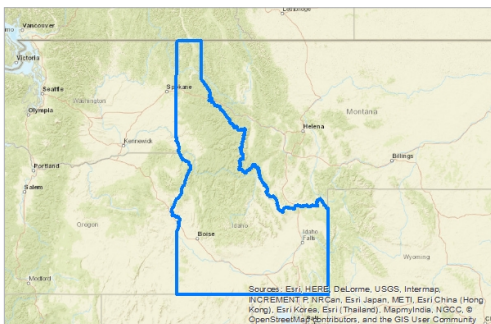 Vancouver
Victoria
Seattle
Spokane
Washington
Olympia
Montana
Helena
Kennewick
Billings
Portland
Salem
Oregon
Boise
Idaho
Idaho
Falls
Wyoming
Medford
Sources: Esri, HERE, DeLorme, USGS, Intermap,
INCREMENT P, NRCan, Esri Japan, METI, Esri China (Hong
Kong), Esri Korea, Esri (Thailand), MapmyIndia, NGCC, ©
OpenStreetMap contributors, and the GIS User Community